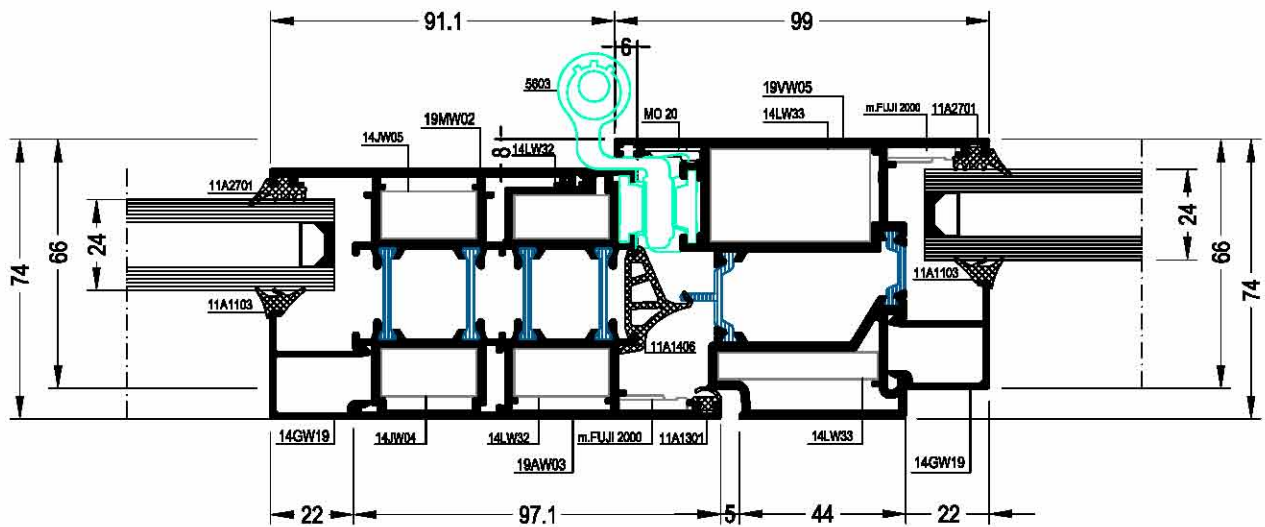 91.1
99
6
5603
19VW05
MO 20
14LW33
m.FUJI 2000
11A2701
19MW02
14JW05
8
14LW32
11A2701
24
66
74
24
66
74
11A1103
11A1103
11A1406
14GW19
14JW04
14LW32
m.FUJI 2000
11A1301
14LW33
14GW19
19AW03
22
97.1
5
44
22